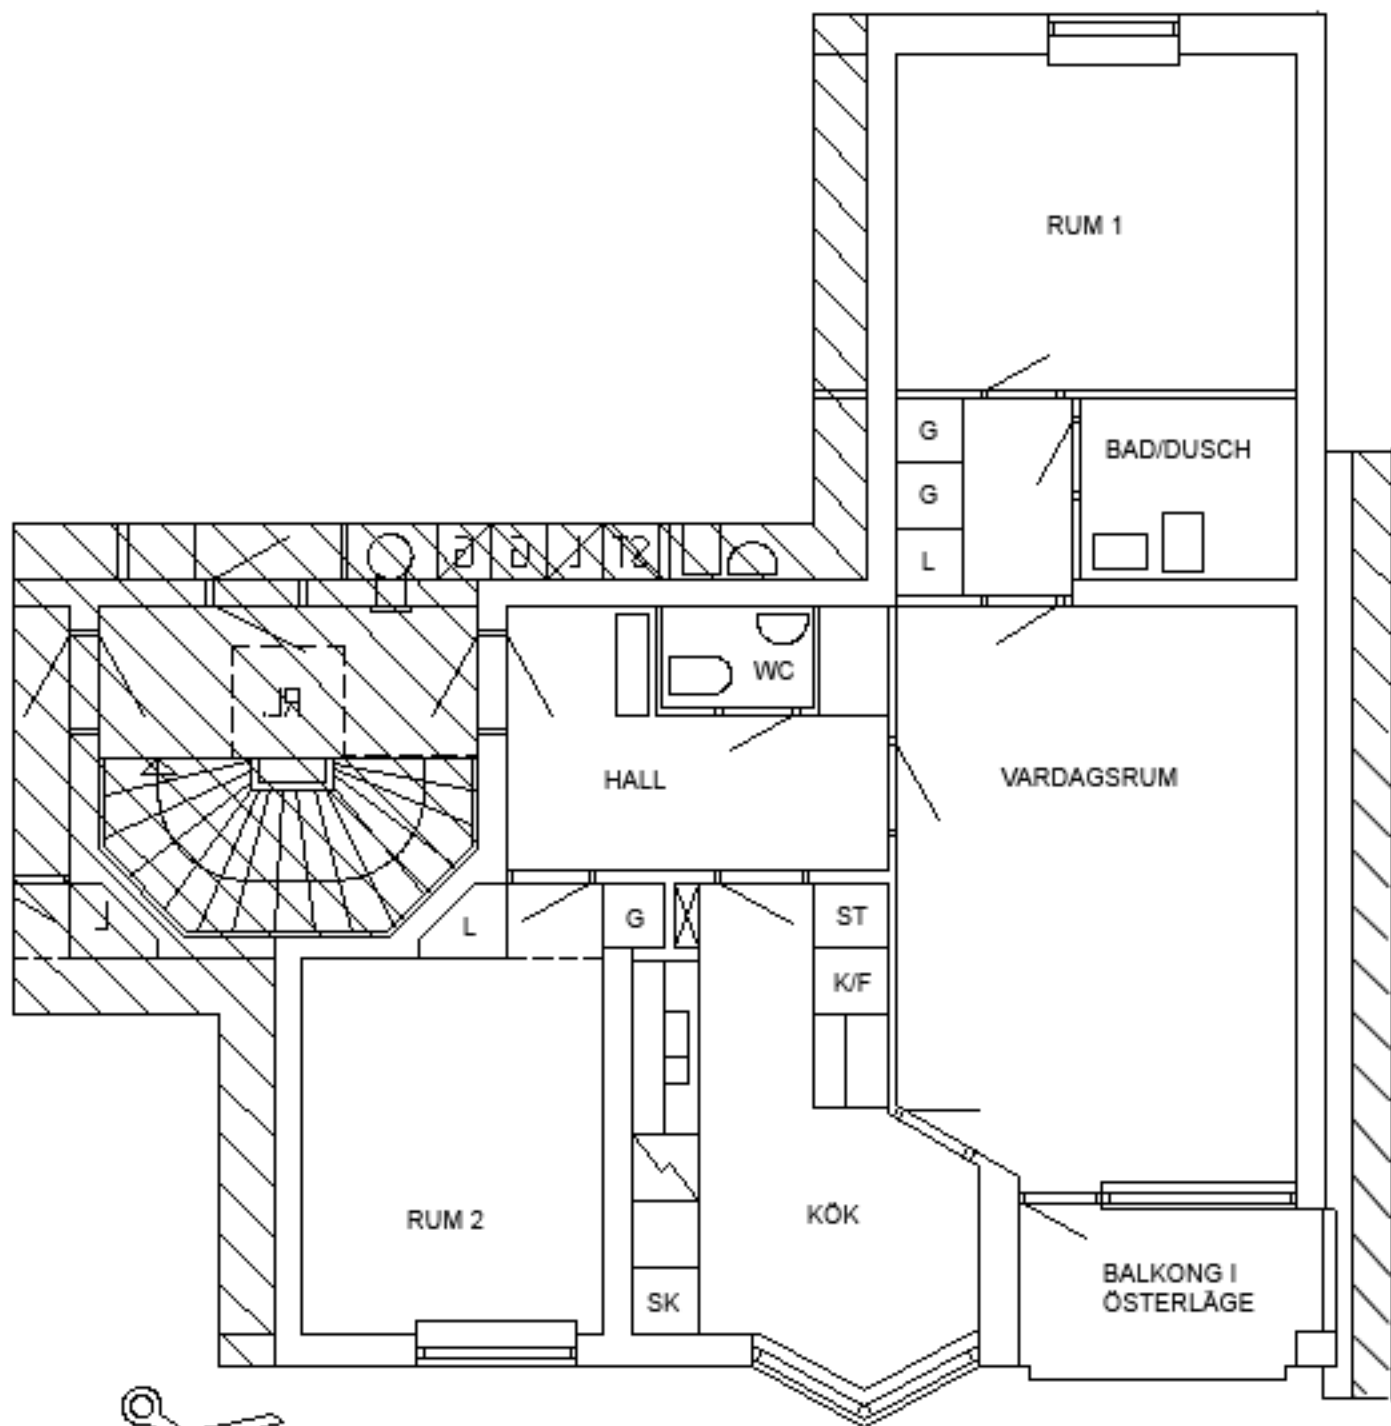 RUM 1
G
BAD/DUSCH
G
L
WC
HALL
VARDAGSRUM
L
G
ST
K/F
RUM 2
KÖK
SK
BALKONG I
ÖSTERLÄGE